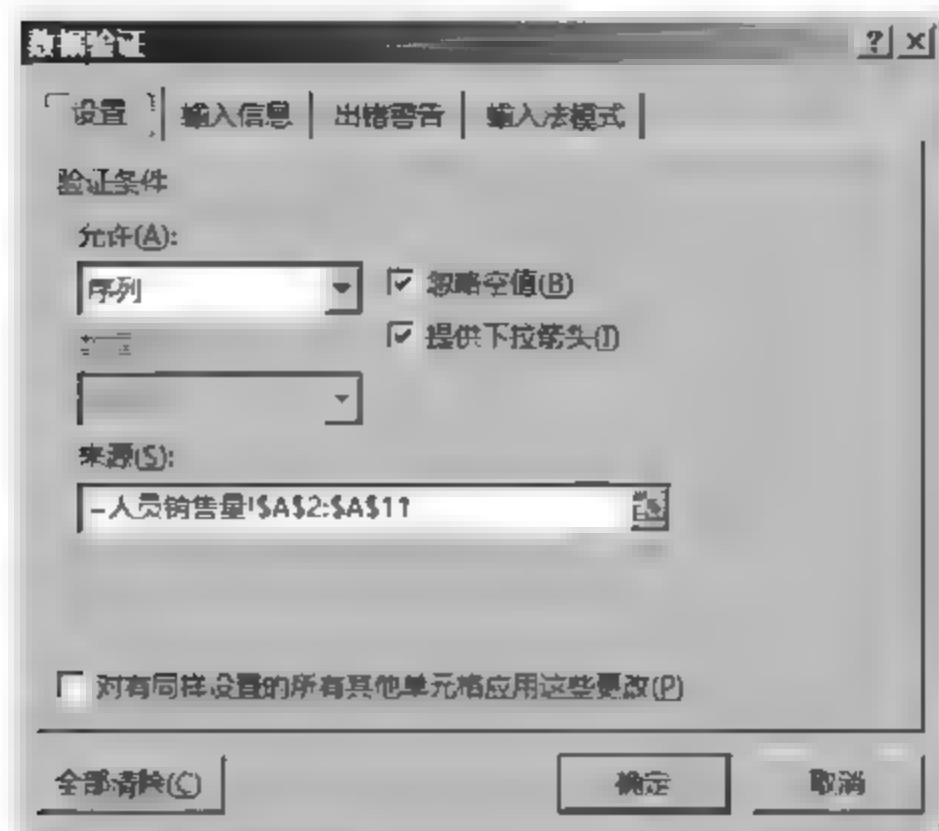 数据验证
设置 输入信息 出错警告 输入法模式
验证条件
允许(A):
序列 忽略空值(B)
提供下拉箭头(I)
来源(S):
=人员销售量!$A$2:$A$11
对有同样设置的所有其他单元格应用这些更改(P)
全部清除(C) 确定 取消